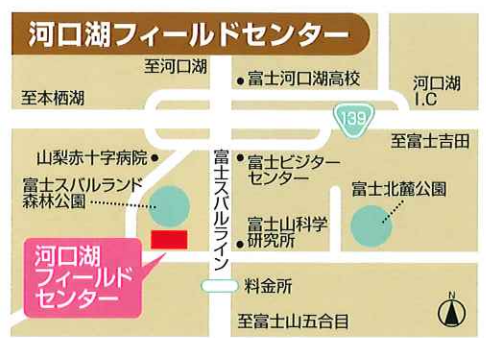 河口湖フィールドセンター
至河口湖
富士河口湖高校
河口湖
I.C
至本栖湖
139
至富士吉田
山梨赤十字病院
富士ビジター
センター
富士スバルランド
森林公園
富士スバルライン
富士北麓公園
富士山科学
研究所
河口湖
フィールド
センター
料金所
至富士山五合目
N